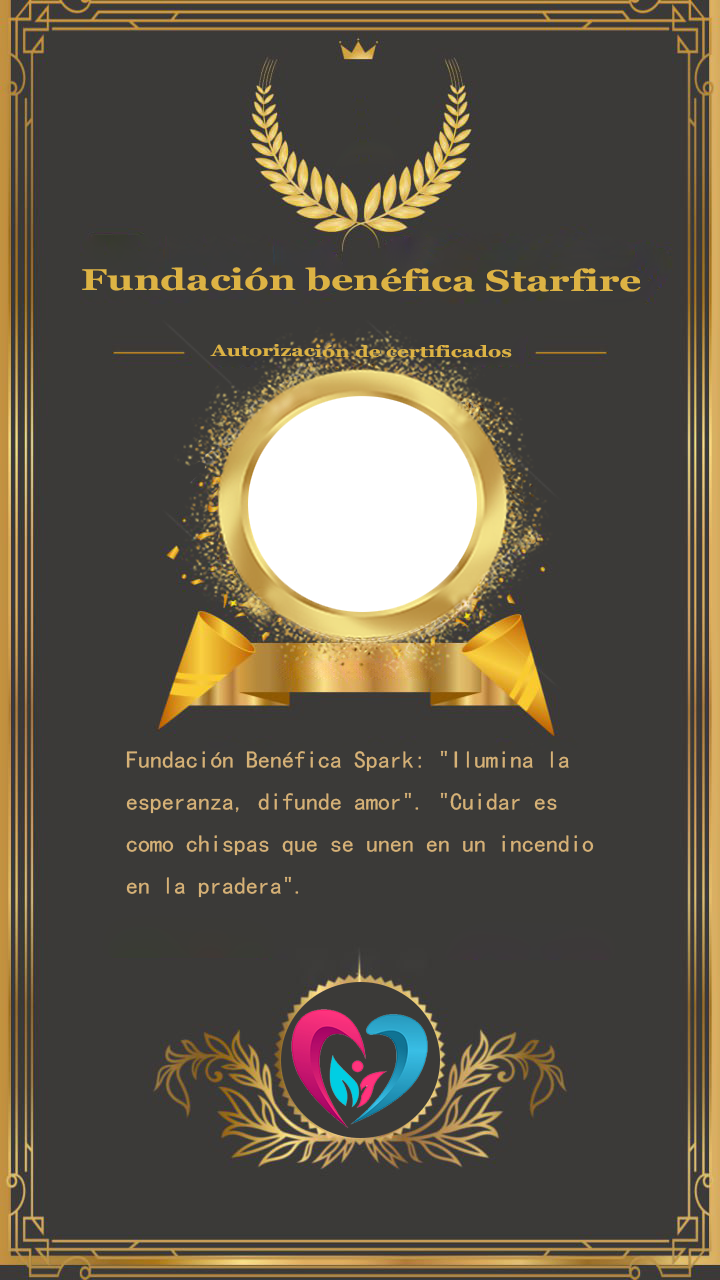 Fundación benéfica Starfire
Autorización de certificados
Fundación Benéfica Spark: "Ilumina la
esperanza, difunde amor". "Cuidar es
como chispas que se unen en un incendio
en la pradera".